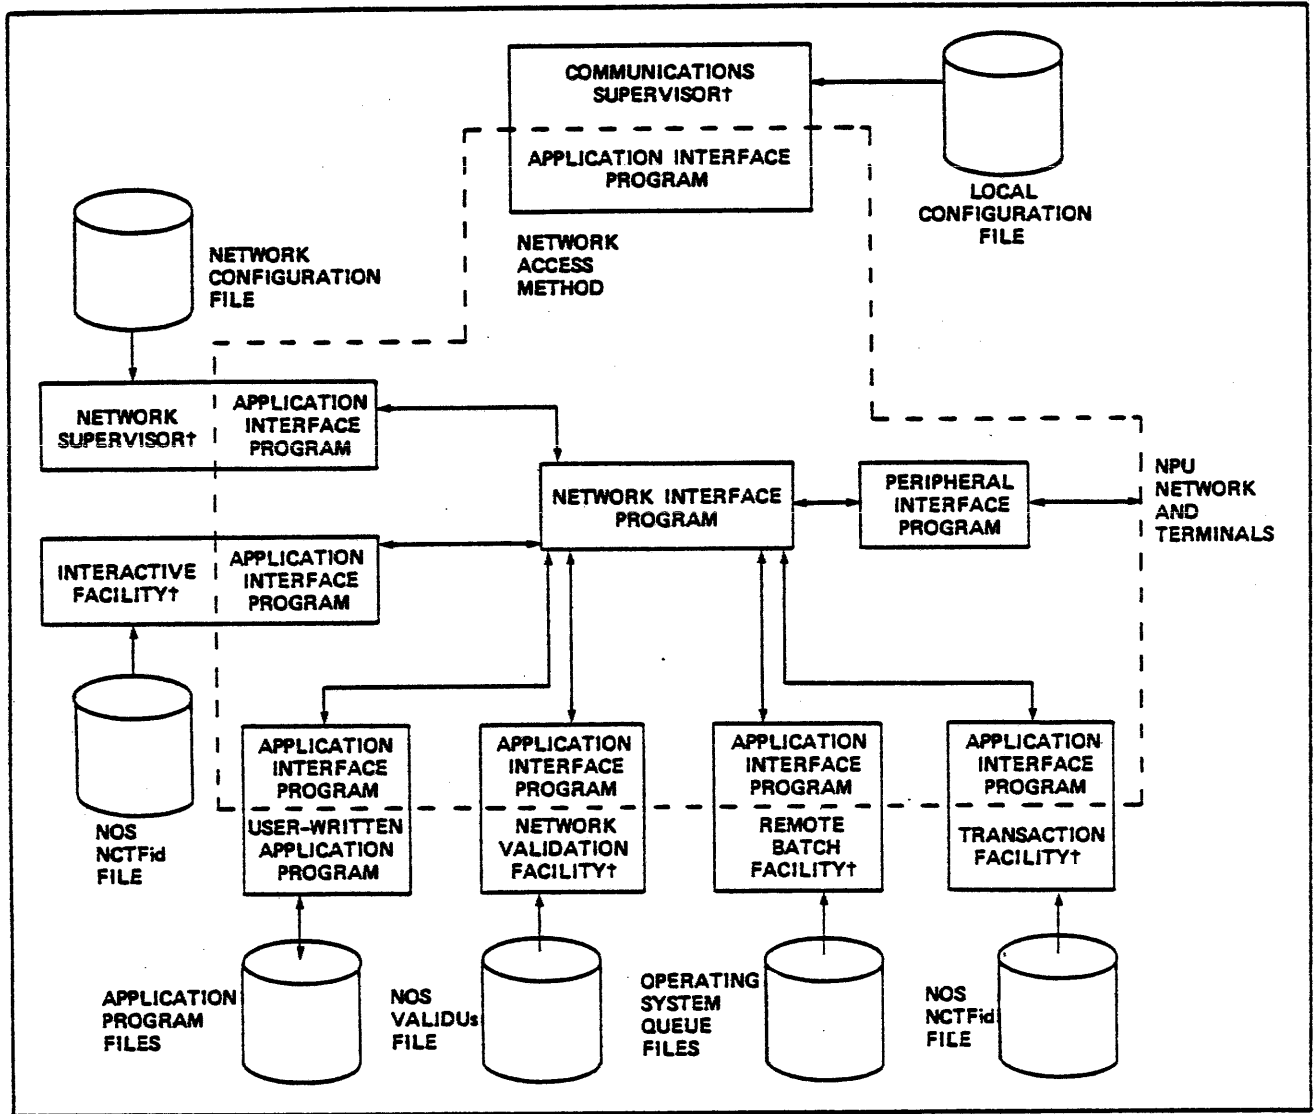 COMMUNICATIONS
SUPERVISOR†
APPLICATION INTERFACE
PROGRAM
LOCAL
CONFIGURATION
FILE
NETWORK
ACCESS
METHOD
NETWORK
CONFIGURATION
FILE
NETWORK
SUPERVISOR†
APPLICATION
INTERFACE
PROGRAM
NETWORK INTERFACE
PROGRAM
PERIPHERAL
INTERFACE
PROGRAM
NPU
NETWORK
AND
TERMINALS
INTERACTIVE
FACILITY†
APPLICATION
INTERFACE
PROGRAM
NOS
NCTFid
FILE
APPLICATION
INTERFACE
PROGRAM
USER-WRITTEN
APPLICATION
PROGRAM
APPLICATION
INTERFACE
PROGRAM
NETWORK
VALIDATION
FACILITY†
APPLICATION
INTERFACE
PROGRAM
REMOTE
BATCH
FACILITY†
APPLICATION
INTERFACE
PROGRAM
TRANSACTION
FACILITY†
APPLICATION
PROGRAM
FILES
NOS
VALIDUs
FILE
OPERATING
SYSTEM
QUEUE
FILES
NOS
NCTFid
FILE